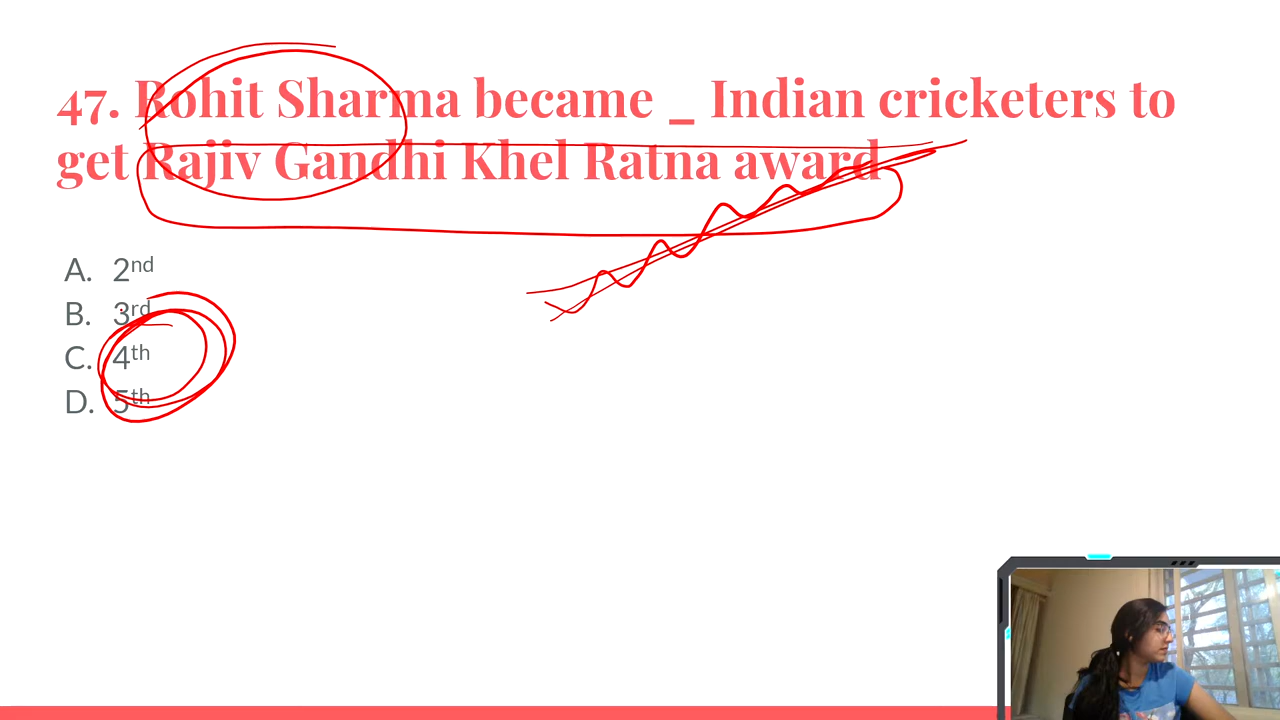 47. Rohit Sharma became _ Indian cricketers to
get Rajiv Gandhi Khel Ratna award
A. 2nd
B. 3rd
C. 4th
D. 5th